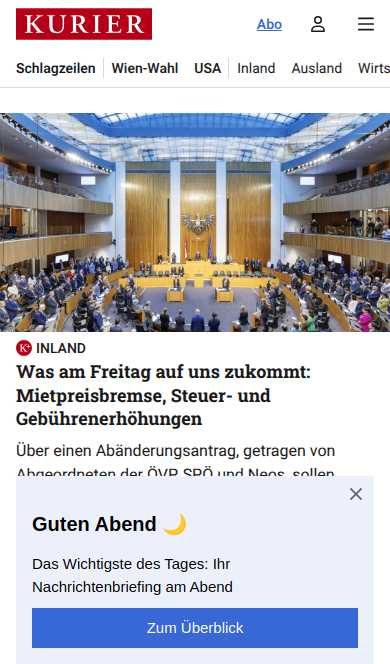 KURIER
Abo
Schlagzeilen Wien-Wahl USA Inland Ausland Wirts
K+ INLAND
Was am Freitag auf uns zukommt:
Mietpreisbremse, Steuer- und
Gebührenerhöhungen
Über einen Abänderungsantrag, getragen von
Abgeordneten der ÖVP, SPÖ und Neos, sollen
Guten Abend 🌙
Das Wichtigste des Tages: Ihr
Nachrichtenbriefing am Abend
Zum Überblick